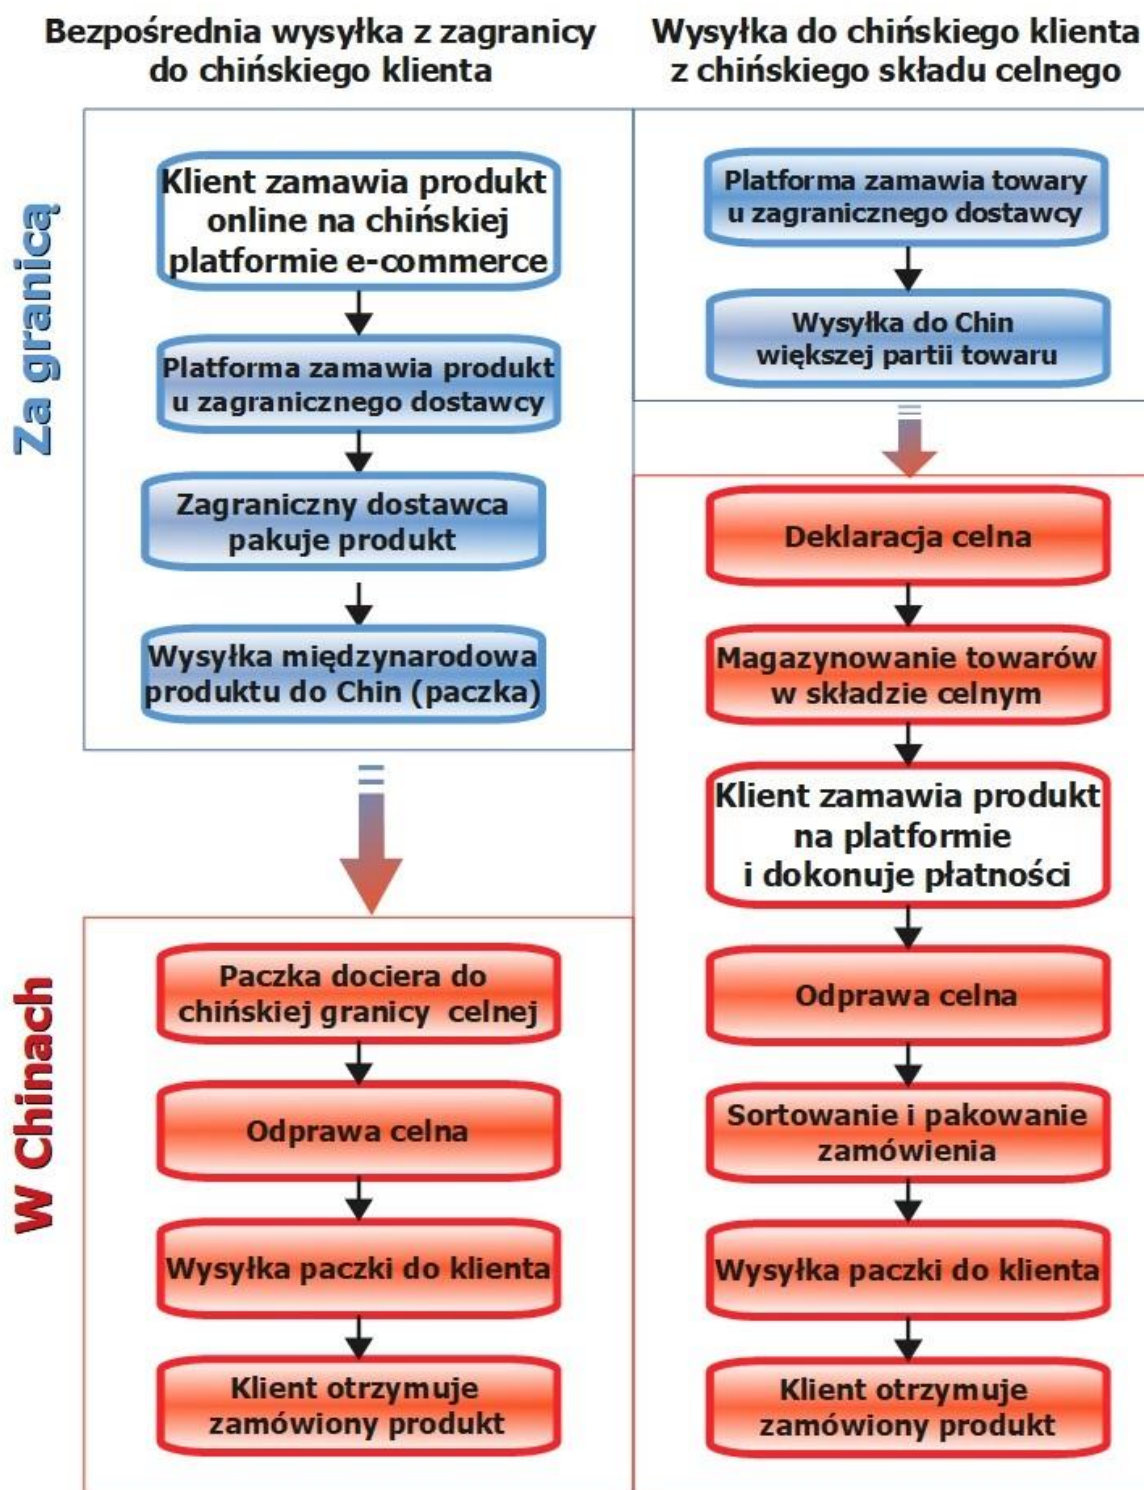 Bezpośrednia wysyłka z zagranicy
do chińskiego klienta
Za granicą
Klient zamawia produkt
online na chińskiej
platformie e-commerce
Platforma zamawia produkt
u zagranicznego dostawcy
Zagraniczny dostawca
pakuje produkt
Wysyłka międzynarodowa
produktu do Chin (paczka)
W Chinach
Paczka dociera do
chińskiej granicy celnej
Odprawa celna
Wysyłka paczki do klienta
Klient otrzymuje
zamówiony produkt
Wysyłka do chińskiego klienta
z chińskiego składu celnego
Platforma zamawia towary
u zagranicznego dostawcy
Wysyłka do Chin
większej partii towaru
Deklaracja celna
Magazynowanie towarów
w składzie celnym
Klient zamawia produkt
na platformie
i dokonuje płatności
Odprawa celna
Sortowanie i pakowanie
zamówienia
Wysyłka paczki do klienta
Klient otrzymuje
zamówiony produkt